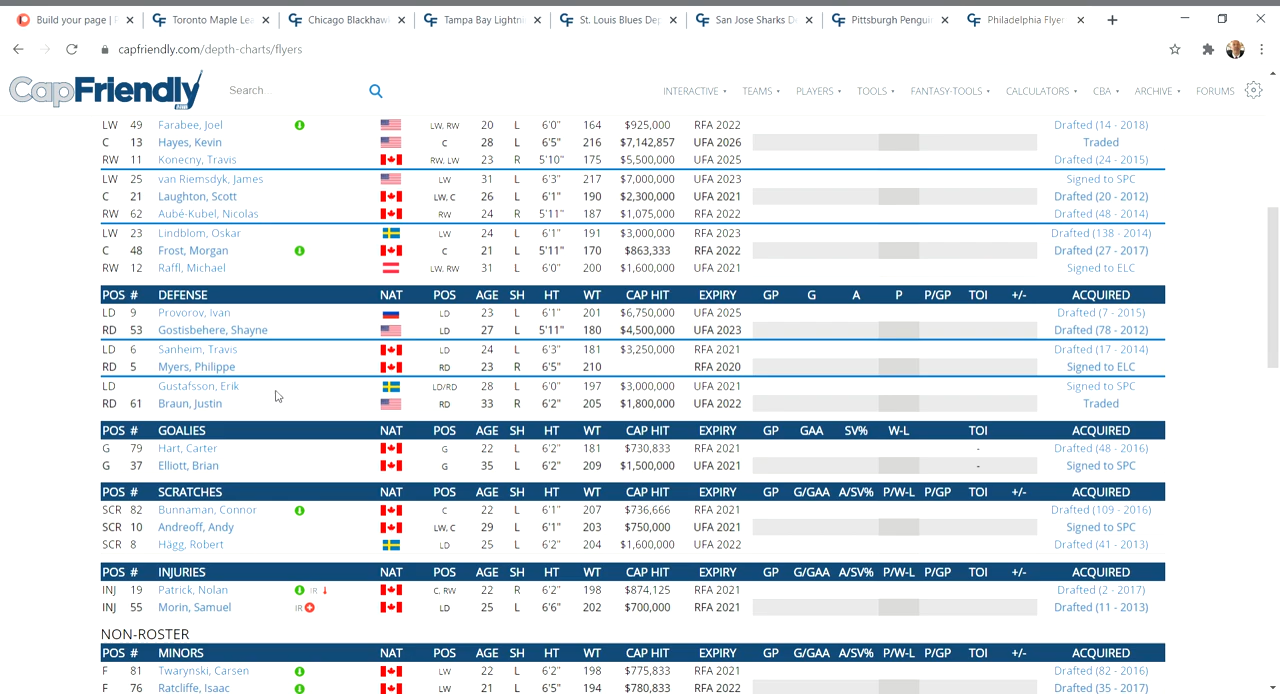 Build your page | 
Toronto Maple Lea
Chicago Blackhaw
Tampa Bay Lightni
St. Louis Blues De
San Jose Sharks D
Pittsburgh Pengui
Philadelphia Flyer
capfriendly.com/depth-charts/flyers
CapFriendly Search... INTERACTIVE TEAMS PLAYERS TOOLS FANTASY-TOOLS CALCULATORS CBA ARCHIVE FORUMS
LW 49 Farabee, Joel LW, RW 20 L 6'0" 164 $925,000 RFA 2022 Drafted (14 - 2018)
C 13 Hayes, Kevin C 28 L 6'5" 216 $7,142,857 UFA 2026 Traded
RW 11 Konecny, Travis RW, LW 23 R 5'10" 175 $5,500,000 UFA 2025 Drafted (24 - 2015)
LW 25 van Riemsdyk, James LW 31 L 6'3" 217 $7,000,000 UFA 2023 Signed to SPC
C 21 Laughton, Scott LW, C 26 L 6'1" 190 $2,300,000 UFA 2021 Drafted (20 - 2012)
RW 62 Aubé-Kubel, Nicolas RW 24 R 5'11" 187 $1,075,000 RFA 2022 Drafted (48 - 2014)
LW 23 Lindblom, Oskar LW 24 L 6'1" 191 $3,000,000 RFA 2023 Drafted (138 - 2014)
C 48 Frost, Morgan C 21 L 5'11" 170 $863,333 RFA 2022 Drafted (27 - 2017)
RW 12 Raffl, Michael LW, RW 31 L 6'0" 200 $1,600,000 UFA 2021 Signed to ELC
POS # DEFENSE NAT POS AGE SH HT WT CAP HIT EXPIRY GP G A P P/GP TOI +/- ACQUIRED
LD 9 Provorov, Ivan LD 23 L 6'1" 201 $6,750,000 UFA 2025 Drafted (7 - 2015)
RD 53 Gostisbehere, Shayne LD 27 L 5'11" 180 $4,500,000 UFA 2023 Drafted (78 - 2012)
LD 6 Sanheim, Travis LD 24 L 6'3" 181 $3,250,000 RFA 2021 Drafted (17 - 2014)
RD 5 Myers, Philippe RD 23 R 6'5" 210 RFA 2020 Signed to ELC
LD Gustafsson, Erik LD/RD 28 L 6'0" 197 $3,000,000 UFA 2021 Signed to SPC
RD 61 Braun, Justin RD 33 R 6'2" 205 $1,800,000 UFA 2022 Traded
POS # GOALIES NAT POS AGE SH HT WT CAP HIT EXPIRY GP GAA SV% W-L TOI ACQUIRED
G 79 Hart, Carter G 22 L 6'2" 181 $730,833 RFA 2021 - Drafted (48 - 2016)
G 37 Elliott, Brian G 35 L 6'2" 209 $1,500,000 UFA 2021 - Signed to SPC
POS # SCRATCHES NAT POS AGE SH HT WT CAP HIT EXPIRY GP G/GAA A/SV% P/W-L P/GP TOI +/- ACQUIRED
SCR 82 Bunnaman, Connor C 22 L 6'1" 207 $736,666 RFA 2021 Drafted (109 - 2016)
SCR 10 Andreoff, Andy LW, C 29 L 6'1" 203 $750,000 UFA 2021 Signed to SPC
SCR 8 Hägg, Robert LD 25 L 6'2" 204 $1,600,000 UFA 2022 Drafted (41 - 2013)
POS # INJURIES NAT POS AGE SH HT WT CAP HIT EXPIRY GP G/GAA A/SV% P/W-L P/GP TOI +/- ACQUIRED
INJ 19 Patrick, Nolan IR C, RW 22 R 6'2" 198 $874,125 RFA 2021 Drafted (2 - 2017)
INJ 55 Morin, Samuel IR LD 25 L 6'6" 202 $700,000 RFA 2021 Drafted (11 - 2013)
NON-ROSTER
POS # MINORS NAT POS AGE SH HT WT CAP HIT EXPIRY GP G/GAA A/SV% P/W-L P/GP TOI +/- ACQUIRED
F 81 Twarynski, Carsen LW 22 L 6'2" 198 $775,833 RFA 2021 Drafted (82 - 2016)
F 76 Ratcliffe, Isaac LW 21 L 6'5" 194 $780,833 RFA 2022 Drafted (35 - 2017)